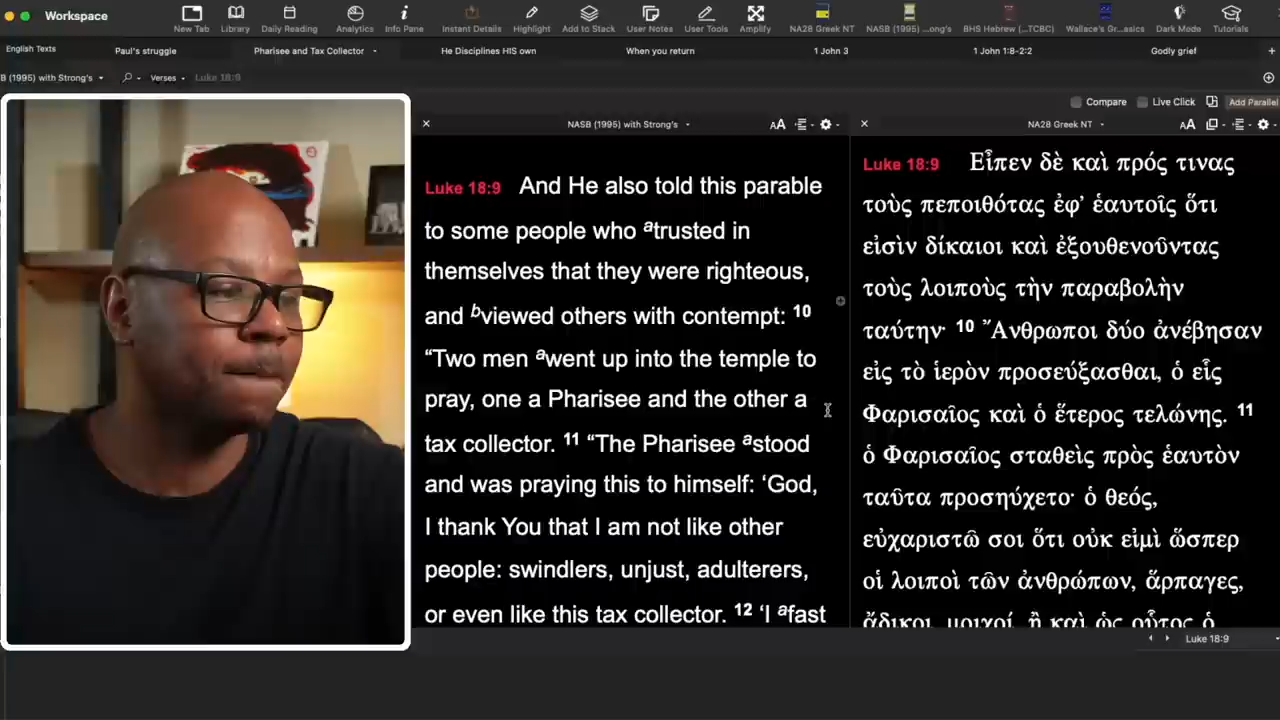 Workspace
New Tab
Library
Daily Reading
Analytics
Info Pane
Instant Details
Highlight
Add to Stack
User Notes
User Tools
Amplify
NA28 Greek NT
NASB (1995) ...ong's
BHS Hebrew (...TCBC)
Wallace's Gr...asics
Dark Mode
Tutorials
English Texts
Paul's struggle
Pharisee and Tax Collector
He Disciplines HIS own
When you return
1 John 3
1 John 1:8-2:2
Godly grief
B (1995) with Strong's
Verses
Luke 18:9
Compare
Live Click
Add Parallel
NASB (1995) with Strong's
AA
Luke 18:9 And He also told this parable
to some people who atrusted in
themselves that they were righteous,
and bviewed others with contempt: 10
“Two men awent up into the temple to
pray, one a Pharisee and the other a
tax collector. 11 “The Pharisee astood
and was praying this to himself: ‘God,
I thank You that I am not like other
people: swindlers, unjust, adulterers,
or even like this tax collector. 12 ‘I afast
NA28 Greek NT
AA
Luke 18:9 Εἶπεν δὲ καὶ πρός τινας
τοὺς πεποιθότας ἐφ’ ἑαυτοῖς ὅτι
εἰσὶν δίκαιοι καὶ ἐξουθενοῦντας
τοὺς λοιποὺς τὴν παραβολὴν
ταύτην· 10 Ἄνθρωποι δύο ἀνέβησαν
εἰς τὸ ἱερὸν προσεύξασθαι, ὁ εἷς
Φαρισαῖος καὶ ὁ ἕτερος τελώνης. 11
ὁ Φαρισαῖος σταθεὶς πρὸς ἑαυτὸν
ταῦτα προσηύχετο· ὁ θεός,
εὐχαριστῶ σοι ὅτι οὐκ εἰμὶ ὥσπερ
οἱ λοιποὶ τῶν ἀνθρώπων, ἅρπαγες,
ἄδικοι, μοιχοί, ἢ καὶ ὡς οὗτος ὁ
Luke 18:9